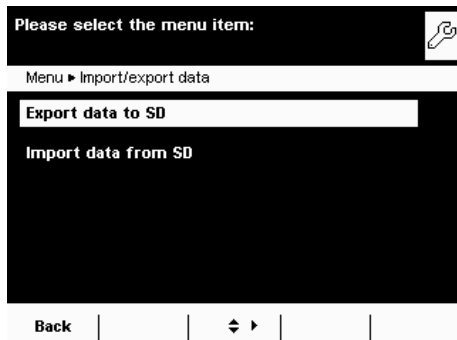 Please select the menu item:
Menu ▸ Import/export data
Export data to SD
Import data from SD
Back